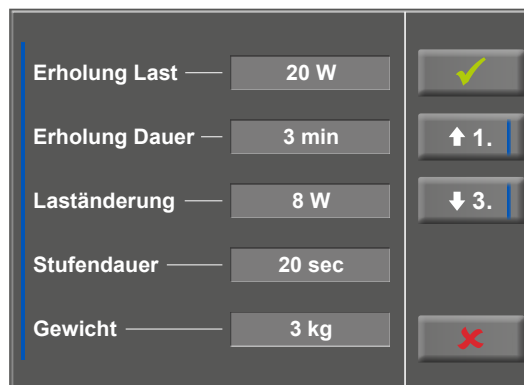 Erholung Last 20 W
Erholung Dauer 3 min
Laständerung 8 W
Stufendauer 20 sec
Gewicht 3 kg
1.
3.